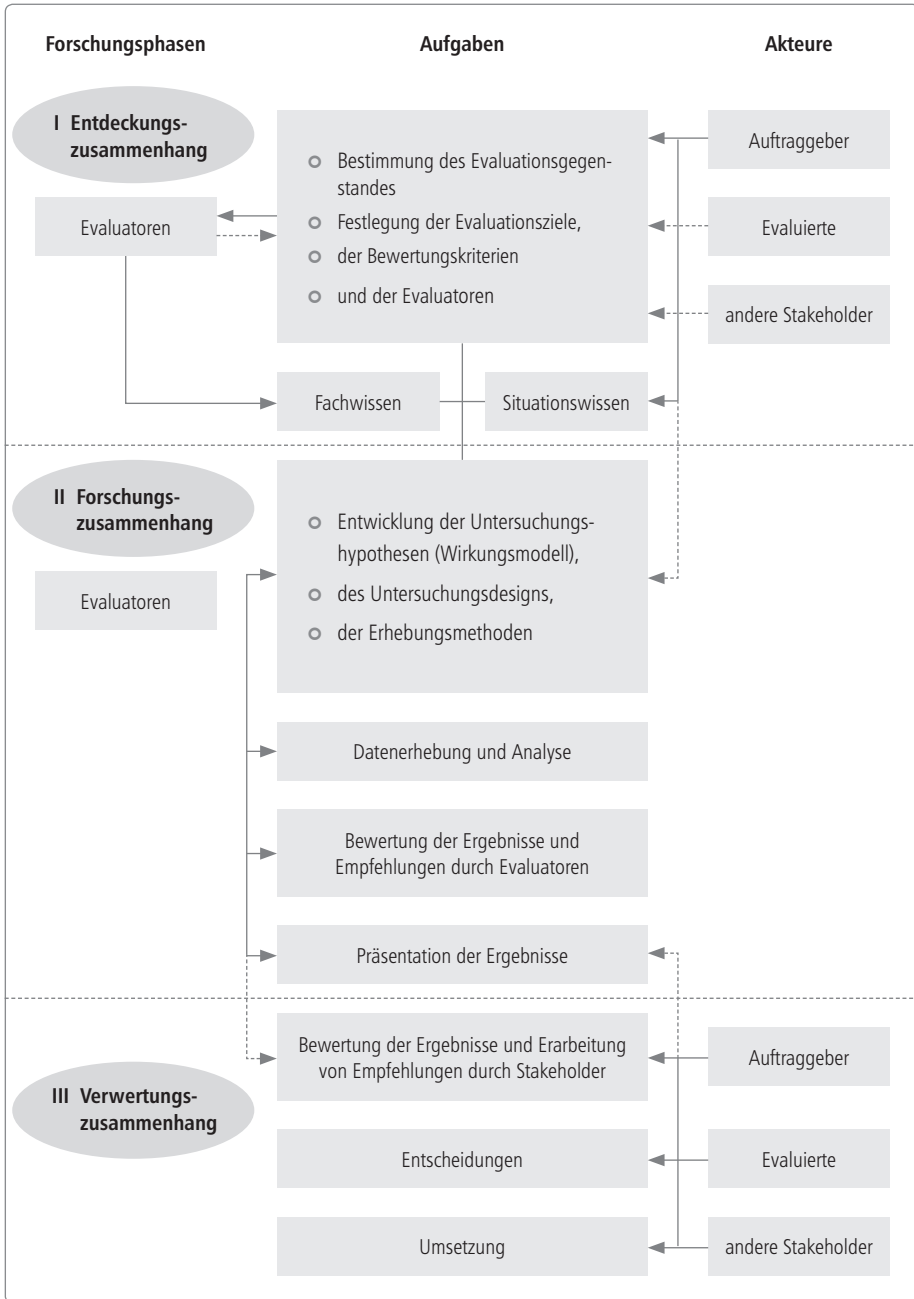 Forschungsphasen
Aufgaben
Akteure
I Entdeckungs-
zusammenhang
Evaluatoren
Bestimmung des Evaluationsgegen-
standes
Festlegung der Evaluationsziele,
der Bewertungskriterien
und der Evaluatoren
Auftraggeber
Evaluierte
andere Stakeholder
Fachwissen
Situationswissen
II Forschungs-
zusammenhang
Evaluatoren
Entwicklung der Untersuchungs-
hypothesen (Wirkungsmodell),
des Untersuchungsdesigns,
der Erhebungsmethoden
Datenerhebung und Analyse
Bewertung der Ergebnisse und
Empfehlungen durch Evaluatoren
Präsentation der Ergebnisse
III Verwertungs-
zusammenhang
Bewertung der Ergebnisse und Erarbeitung
von Empfehlungen durch Stakeholder
Auftraggeber
Entscheidungen
Evaluierte
Umsetzung
andere Stakeholder